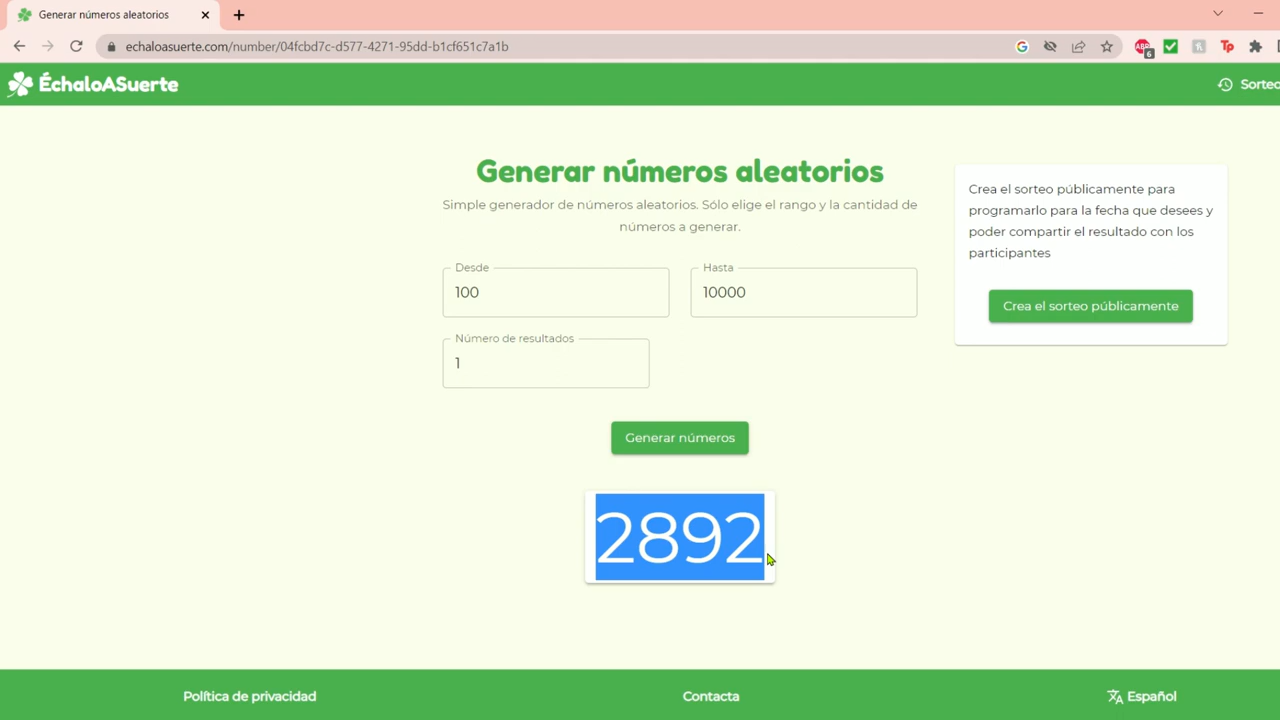 Generar números aleatorios
echaloasuerte.com/number/04fcbd7c-d577-4271-95dd-b1cf651c7a1b
ABP
6
Tp
ÉchaloASuerte
Sorteo
Generar números aleatorios
Simple generador de números aleatorios. Sólo elige el rango y la cantidad de
números a generar.
Desde
100
Hasta
10000
Número de resultados
1
Generar números
2892
Crea el sorteo públicamente para
programarlo para la fecha que desees y
poder compartir el resultado con los
participantes
Crea el sorteo públicamente
Política de privacidad
Contacta
Español